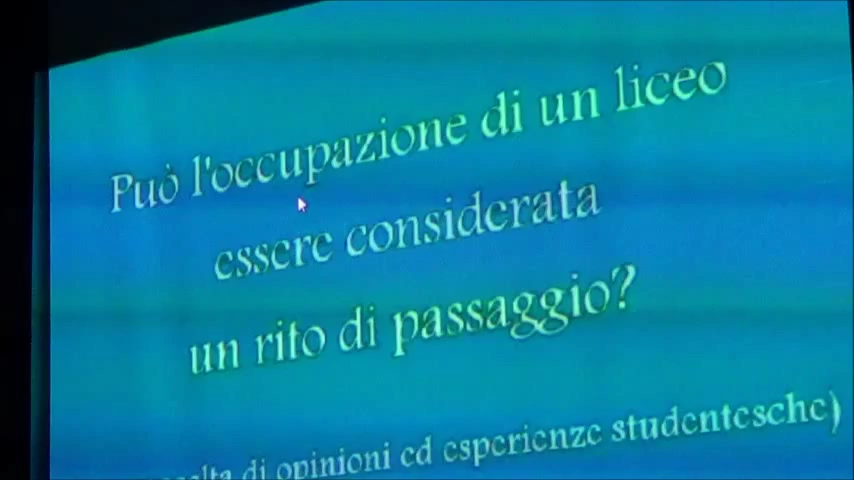 Può l'occupazione di un liceo
essere considerata
un rito di passaggio?
di opinioni ed esperienze studentesche)